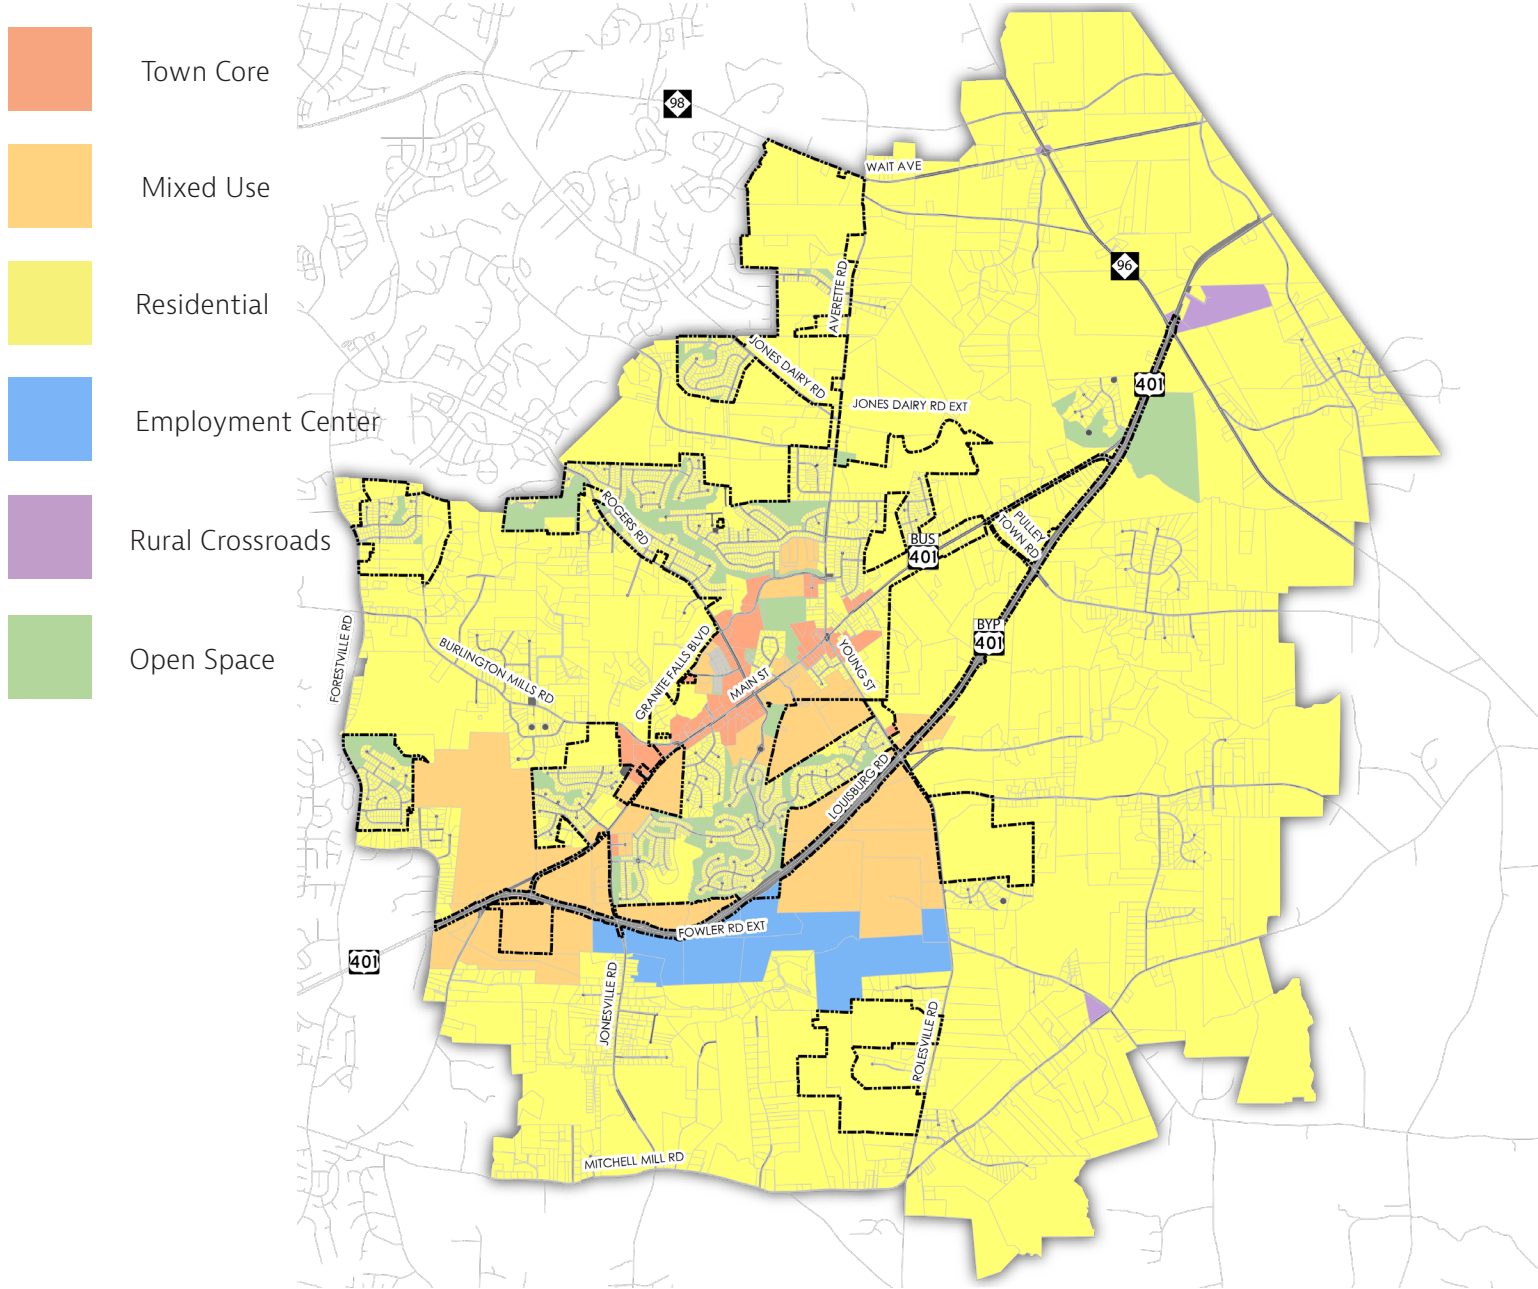 Town Core
Mixed Use
Residential
Employment Center
Rural Crossroads
Open Space
98
WAIT AVE
96
AVERETTE RD
JONES DAIRY RD
401
JONES DAIRY RD EXT
ROGERS RD
PULLEY
TOWN RD
BUS
401
BYP
401
FORESTVILLE RD
BURLINGTON MILLS RD
GRANITE FALLS BLVD
MAIN ST
YOUNG ST
LOUISBURG RD
FOWLER RD EXT
401
JONESVILLE RD
ROLESVILLE RD
MITCHELL MILL RD